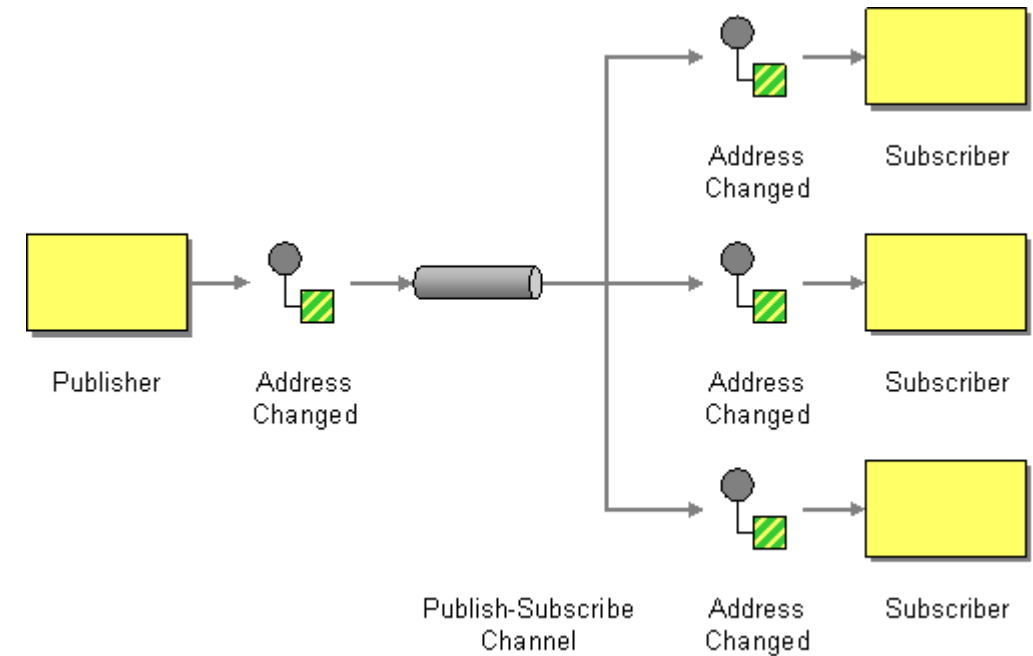 Address
Changed
Subscriber
Publisher
Address
Changed
Address
Changed
Subscriber
Publish-Subscribe
Channel
Address
Changed
Subscriber